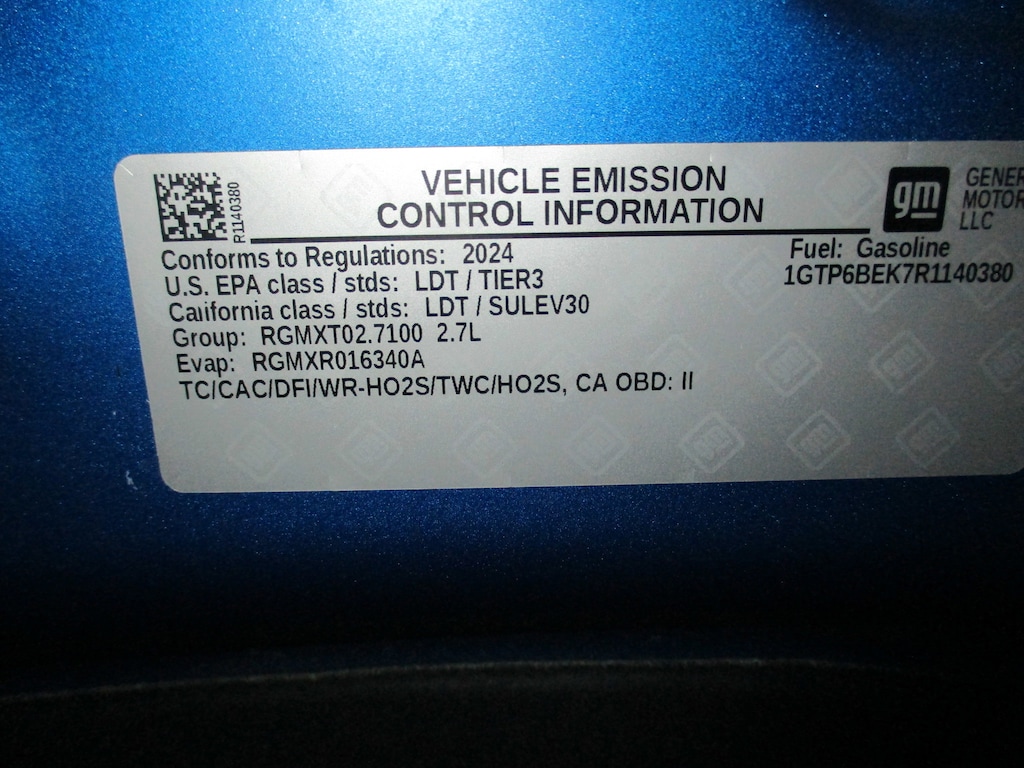 R1140380
VEHICLE EMISSION
CONTROL INFORMATION
gm
GENER
MOTOR
LLC
Conforms to Regulations: 2024
Fuel: Gasoline
U.S. EPA class / stds: LDT / TIER3
1GTP6BEK7R1140380
California class / stds: LDT / SULEV30
Group: RGMXT02.7100 2.7L
Evap: RGMXR016340A
TC/CAC/DFI/WR-HO2S/TWC/HO2S, CA OBD: II